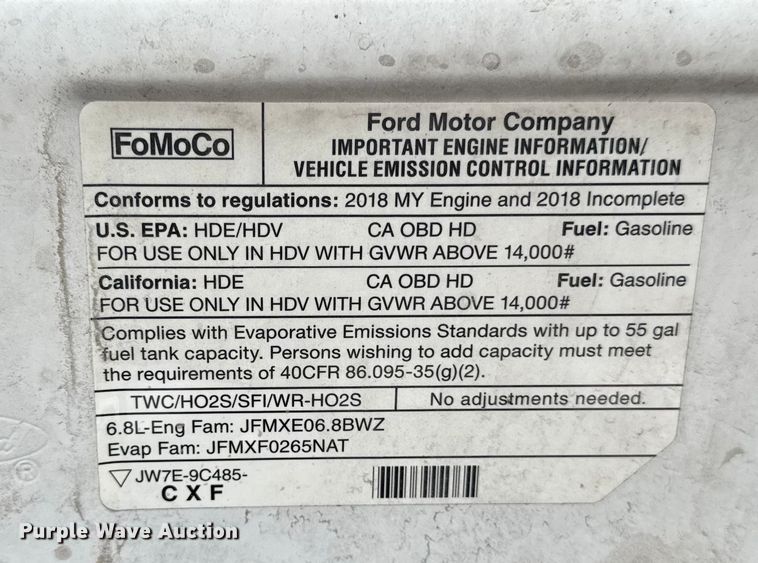 FoMoCo
Ford Motor Company
IMPORTANT ENGINE INFORMATION/
VEHICLE EMISSION CONTROL INFORMATION
Conforms to regulations: 2018 MY Engine and 2018 Incomplete
U.S. EPA: HDE/HDV CA OBD HD Fuel: Gasoline
FOR USE ONLY IN HDV WITH GVWR ABOVE 14,000#
California: HDE CA OBD HD Fuel: Gasoline
FOR USE ONLY IN HDV WITH GVWR ABOVE 14,000#
Complies with Evaporative Emissions Standards with up to 55 gal
fuel tank capacity. Persons wishing to add capacity must meet
the requirements of 40CFR 86.095-35(g)(2).
TWC/HO2S/SFI/WR-HO2S No adjustments needed.
6.8L-Eng Fam: JFMXE06.8BWZ
Evap Fam: JFMXF0265NAT
JW7E-9C485-
C X F
®
Purple Wave Auction